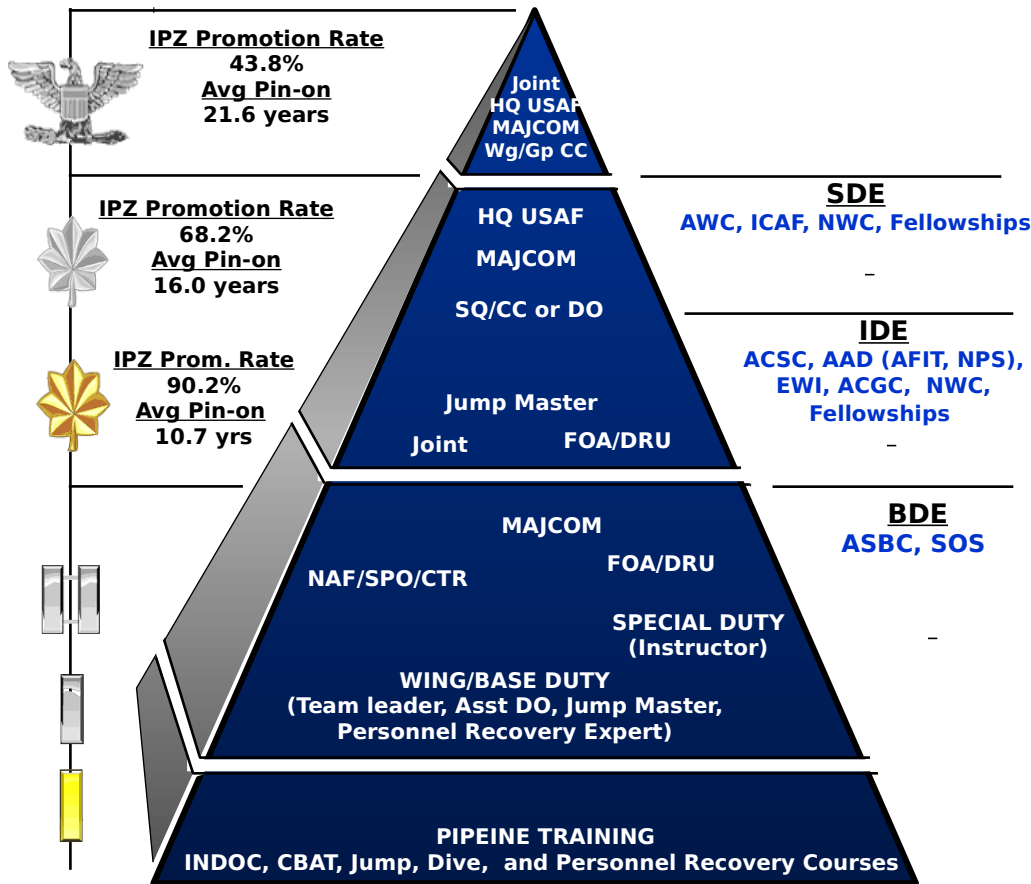 IPZ Promotion Rate
43.8%
Avg Pin-on
21.6 years
Joint
HQ USAF
MAJCOM
Wg/Gp CC
IPZ Promotion Rate
68.2%
Avg Pin-on
16.0 years
HQ USAF
MAJCOM
SQ/CC or DO
SDE
AWC, ICAF, NWC, Fellowships
–
IPZ Prom. Rate
90.2%
Avg Pin-on
10.7 yrs
Jump Master
Joint
FOA/DRU
IDE
ACSC, AAD (AFIT, NPS),
EWI, ACGC, NWC,
Fellowships
–
MAJCOM
FOA/DRU
NAF/SPO/CTR
SPECIAL DUTY
(Instructor)
WING/BASE DUTY
(Team leader, Asst DO, Jump Master,
Personnel Recovery Expert)
BDE
ASBC, SOS
–
PIPEINE TRAINING
INDOC, CBAT, Jump, Dive, and Personnel Recovery Courses